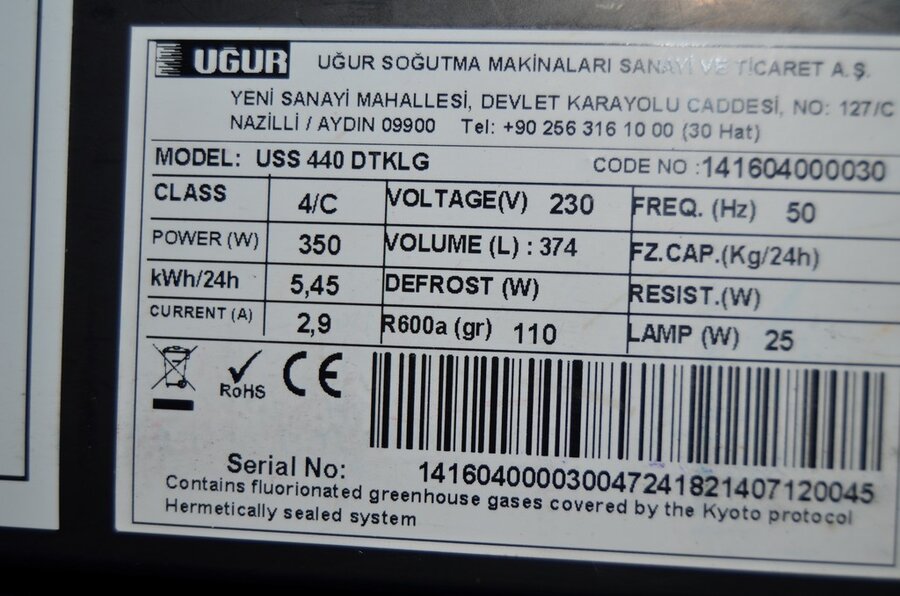 UĞUR UĞUR SOĞUTMA MAKİNALARI SANAYİ VE TİCARET A.Ş.
YENİ SANAYİ MAHALLESİ, DEVLET KARAYOLU CADDESİ, NO: 127/C
NAZİLLİ / AYDIN 09900 Tel: +90 256 316 10 00 (30 Hat)
MODEL: USS 440 DTKLG CODE NO :141604000030
CLASS 4/C VOLTAGE(V) 230 FREQ. (Hz) 50
POWER (W) 350 VOLUME (L) : 374 FZ.CAP.(Kg/24h)
kWh/24h 5,45 DEFROST (W) RESIST.(W)
CURRENT (A) 2,9 R600a (gr) 110 LAMP (W) 25
RoHS CE
Serial No: 141604000030047241821407120045
Contains fluorionated greenhouse gases covered by the Kyoto protocol
Hermetically sealed system